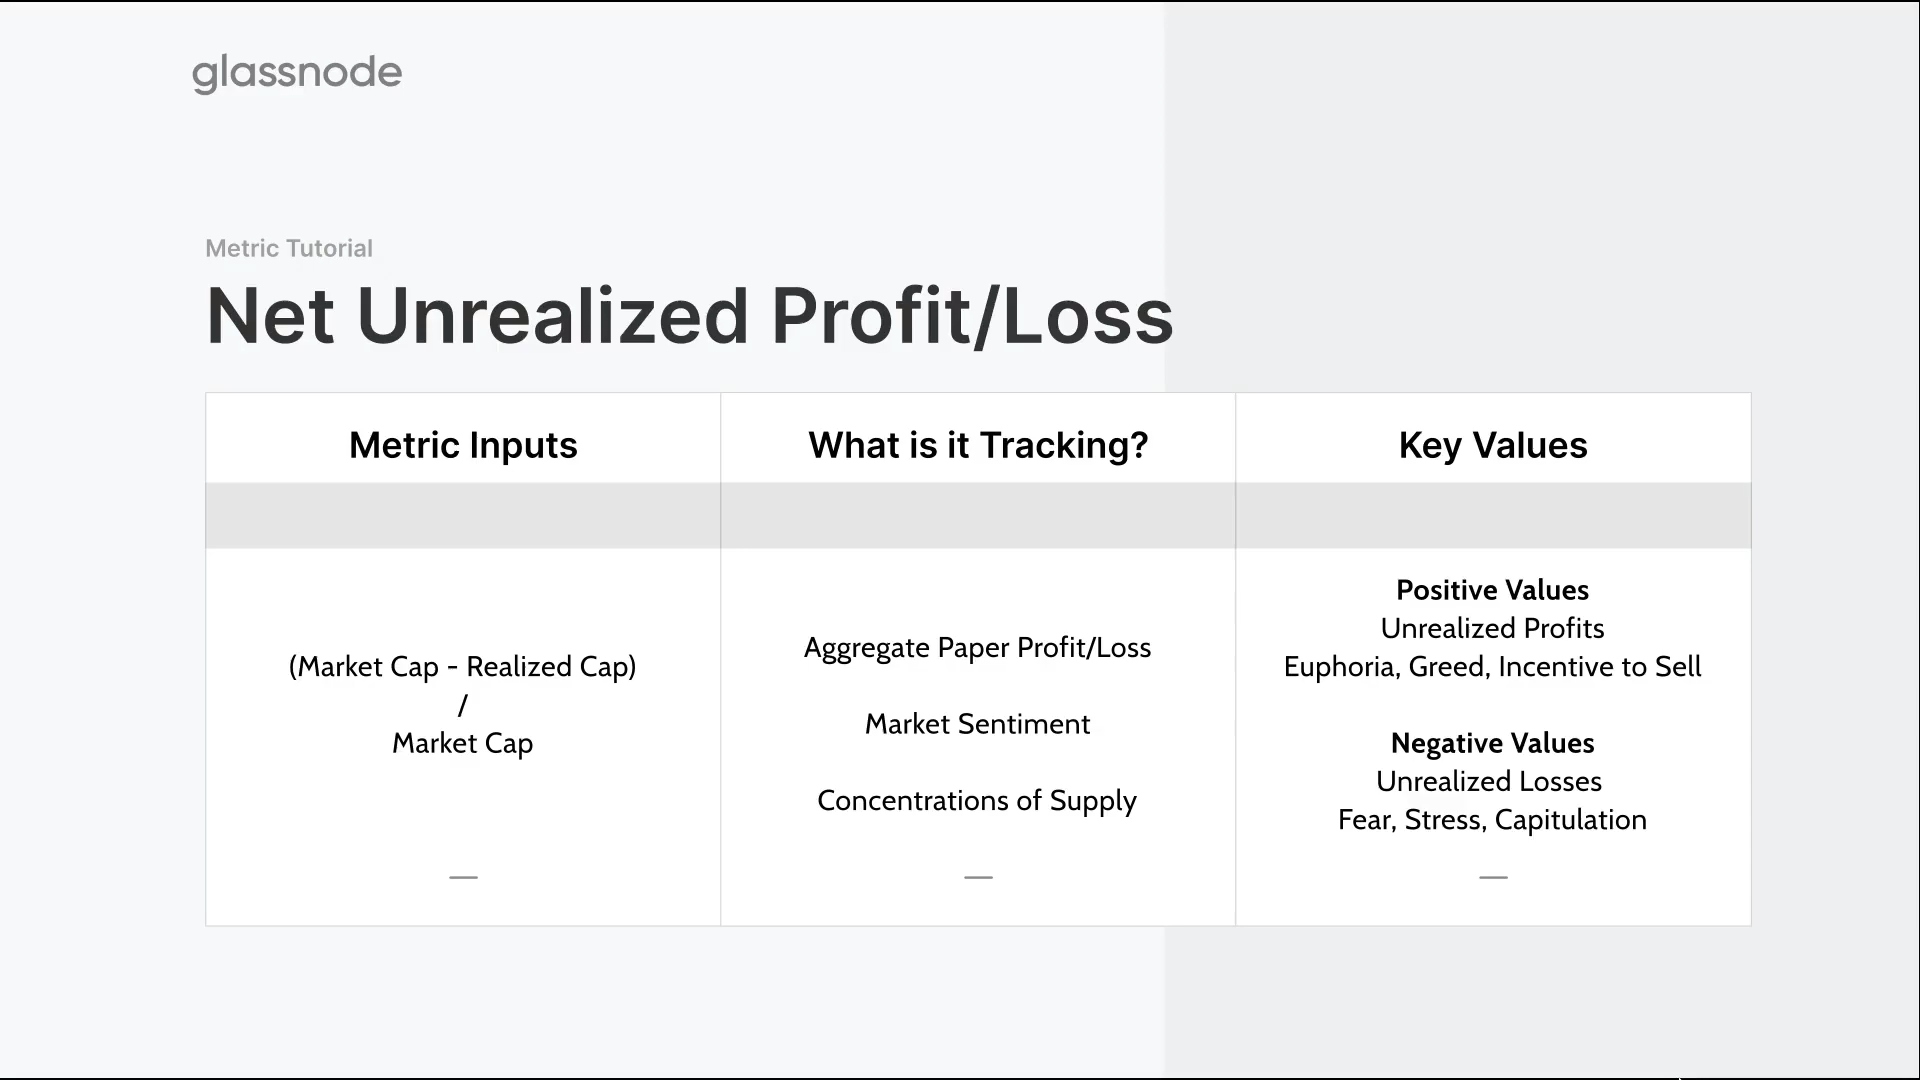 glassnode
Metric Tutorial
Net Unrealized Profit/Loss
Metric Inputs
What is it Tracking?
Key Values
(Market Cap - Realized Cap)
/
Market Cap
—
Aggregate Paper Profit/Loss
Market Sentiment
Concentrations of Supply
—
Positive Values
Unrealized Profits
Euphoria, Greed, Incentive to Sell
Negative Values
Unrealized Losses
Fear, Stress, Capitulation
—